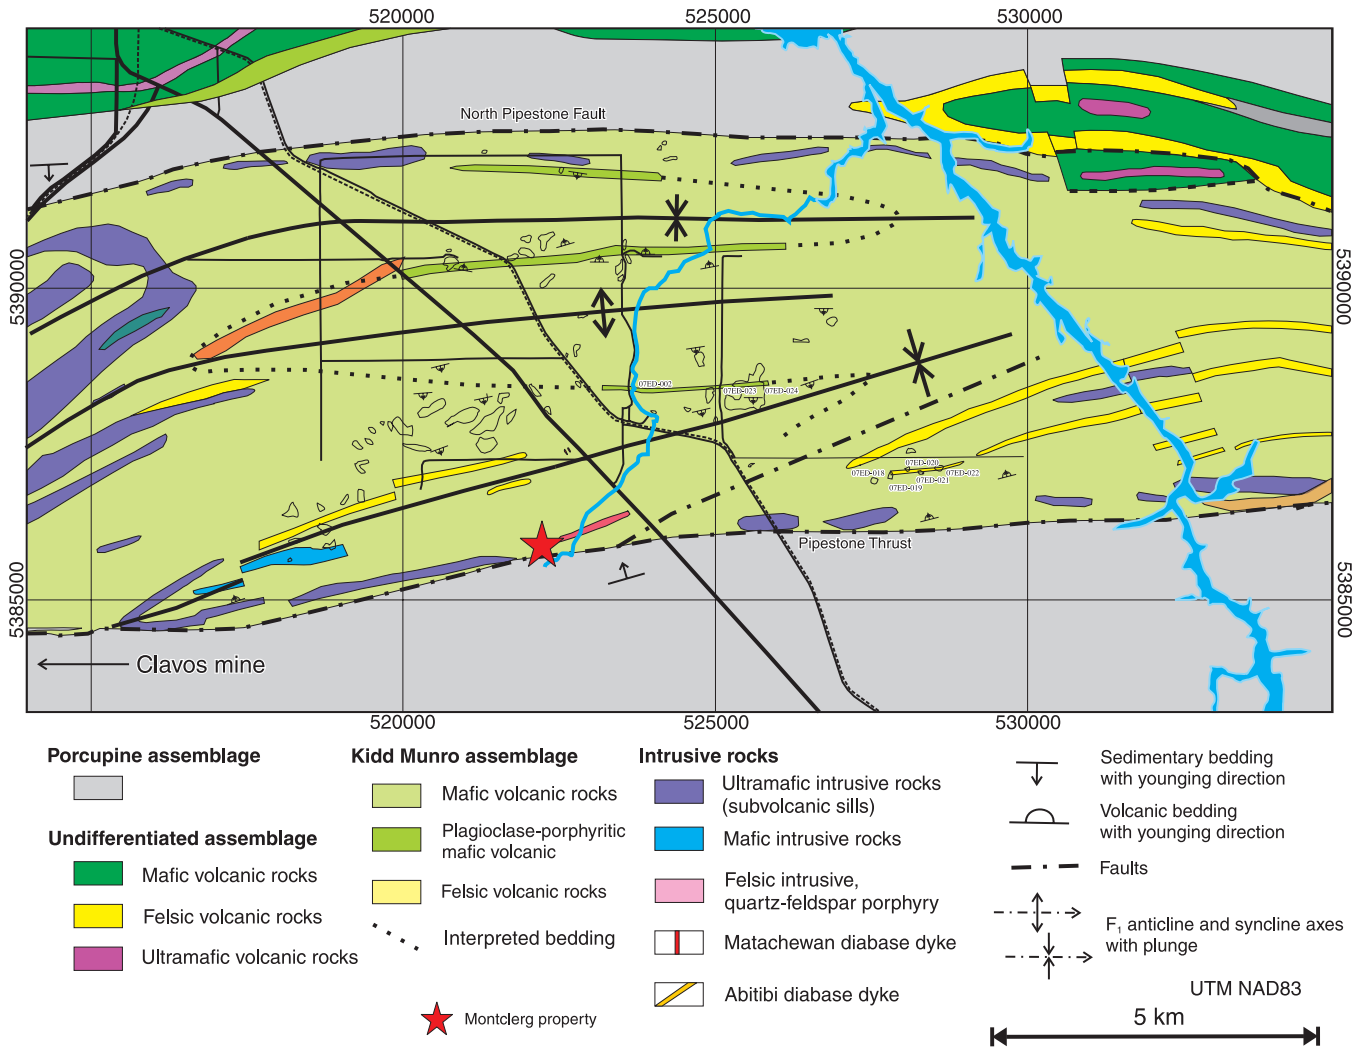 520000
525000
530000
North Pipestone Fault
5390000
5390000
07ED-002
07ED-023
07ED-024
07ED-020
07ED-018
07ED-022
07ED-021
07ED-019
Pipestone Thrust
5385000
5385000
Clavos mine
520000
525000
530000
Porcupine assemblage
Undifferentiated assemblage
Mafic volcanic rocks
Felsic volcanic rocks
Ultramafic volcanic rocks
Kidd Munro assemblage
Mafic volcanic rocks
Plagioclase-porphyritic
mafic volcanic
Felsic volcanic rocks
Interpreted bedding
Montclerg property
Intrusive rocks
Ultramafic intrusive rocks
(subvolcanic sills)
Mafic intrusive rocks
Felsic intrusive,
quartz-feldspar porphyry
Matachewan diabase dyke
Abitibi diabase dyke
Sedimentary bedding
with younging direction
Volcanic bedding
with younging direction
Faults
F₁ anticline and syncline axes
with plunge
UTM NAD83
5 km